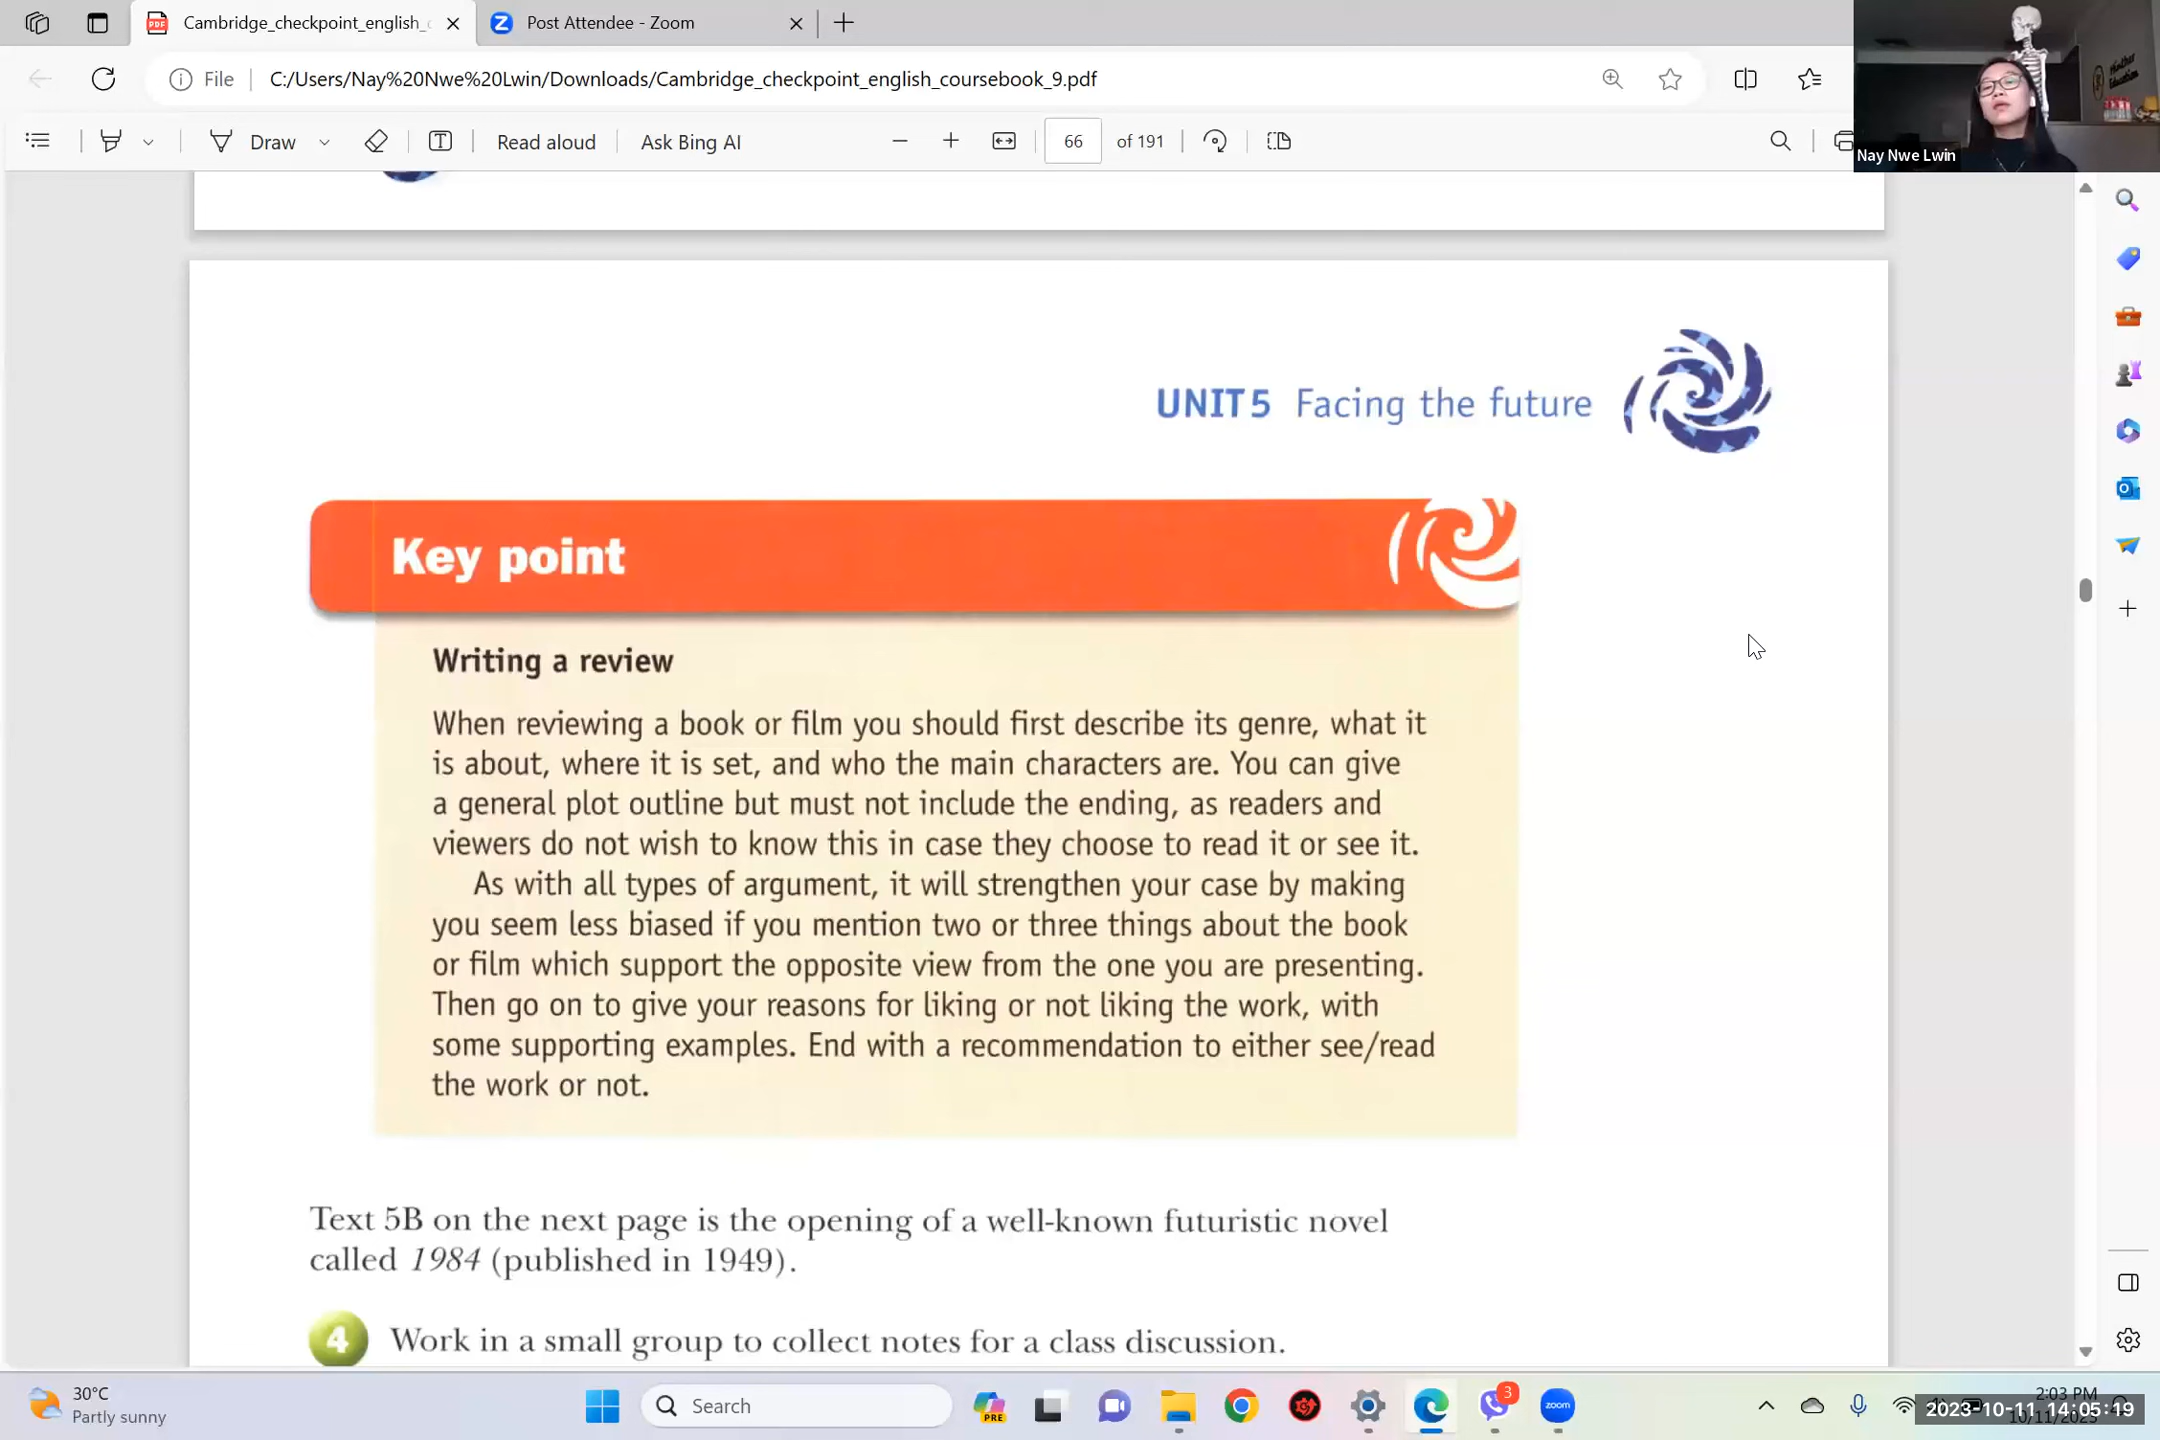 Cambridge_checkpoint_english_c
Post Attendee - Zoom
File
C:/Users/Nay%20Nwe%20Lwin/Downloads/Cambridge_checkpoint_english_coursebook_9.pdf
Draw
Read aloud
Ask Bing AI
66
of 191
Nay Nwe Lwin
UNIT 5 Facing the future
Key point
Writing a review
When reviewing a book or film you should first describe its genre, what it
is about, where it is set, and who the main characters are. You can give
a general plot outline but must not include the ending, as readers and
viewers do not wish to know this in case they choose to read it or see it.
As with all types of argument, it will strengthen your case by making
you seem less biased if you mention two or three things about the book
or film which support the opposite view from the one you are presenting.
Then go on to give your reasons for liking or not liking the work, with
some supporting examples. End with a recommendation to either see/read
the work or not.
Text 5B on the next page is the opening of a well-known futuristic novel
called 1984 (published in 1949).
4 Work in a small group to collect notes for a class discussion.
30°C
Partly sunny
Search
PRE
3
zoom
2:03 PM
2023-10-11 14:05:19